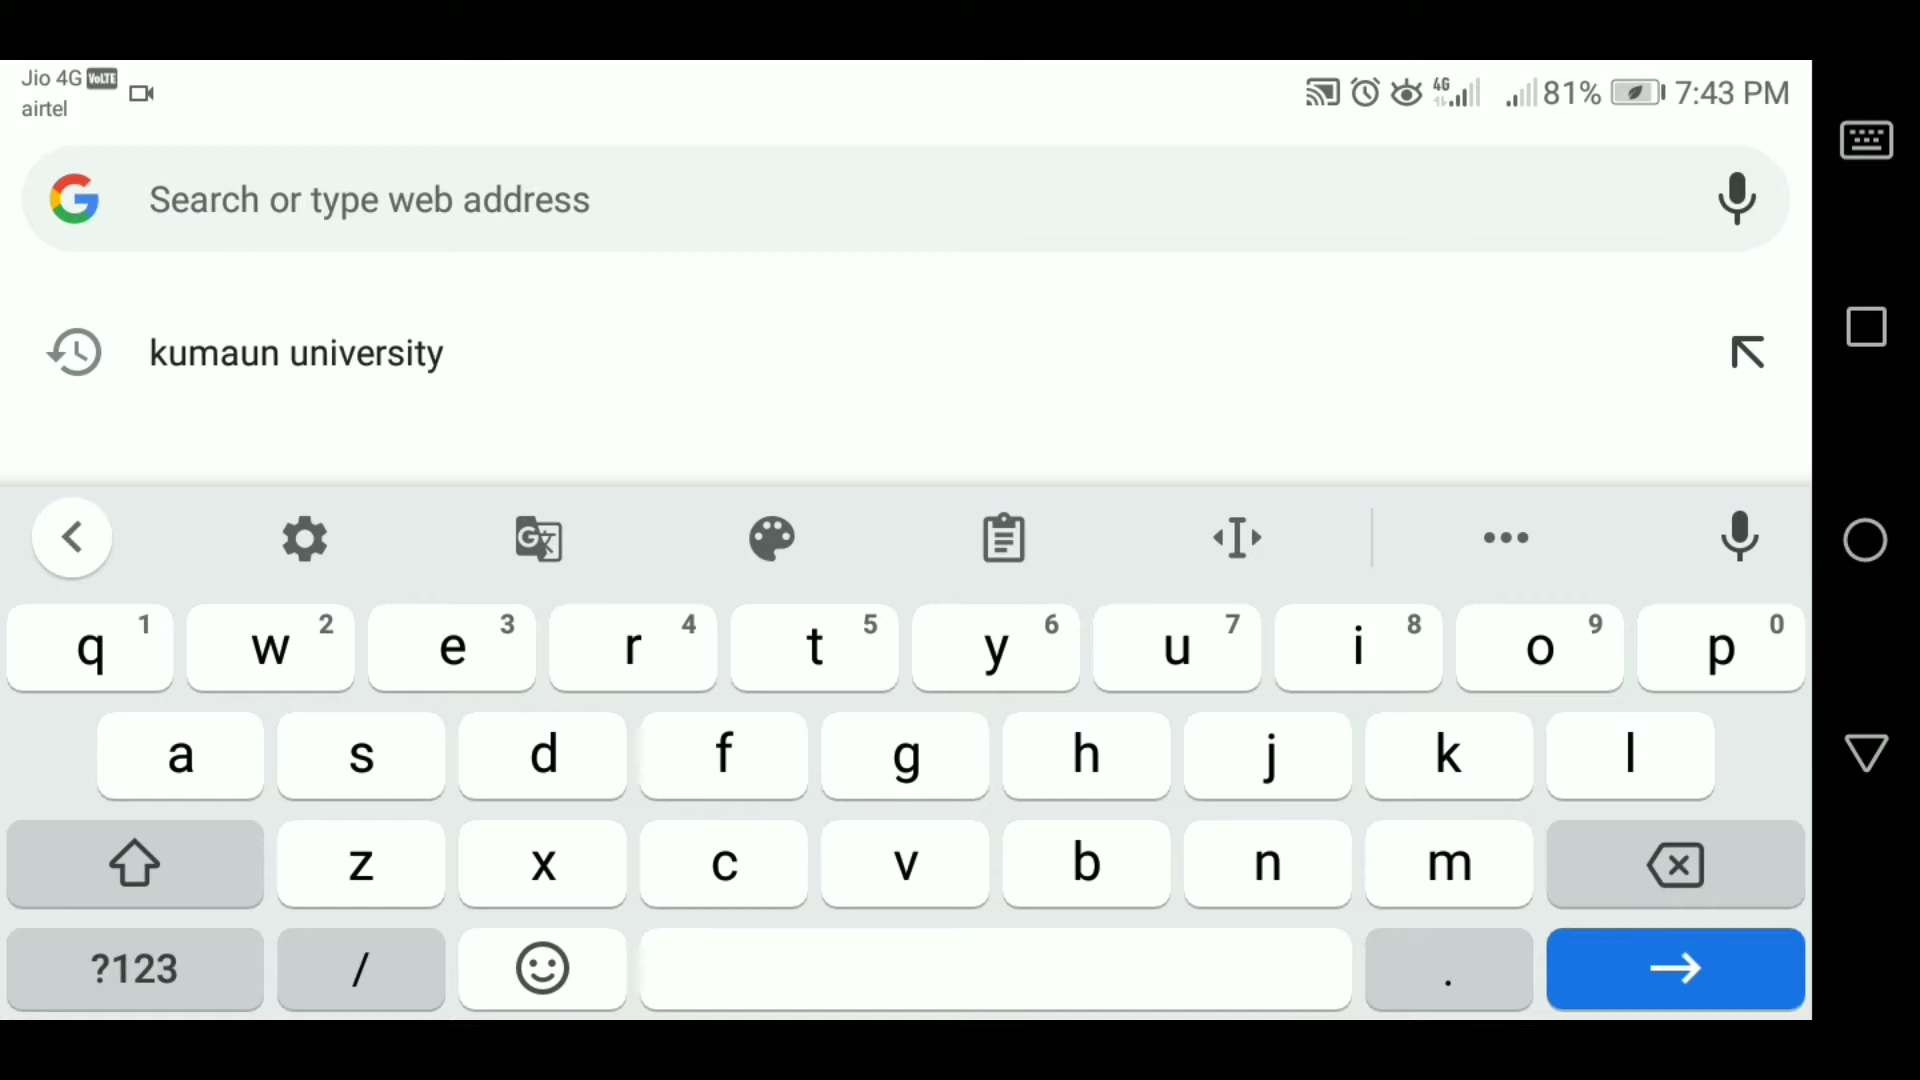 Jio 4G VoLTE
airtel
4G 81% 7:43 PM
Search or type web address
kumaun university
q 1 w 2 e 3 r 4 t 5 y 6 u 7 i 8 o 9 p 0
a s d f g h j k l
z x c v b n m
?123 / .